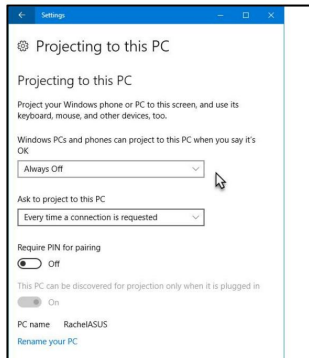 Settings
Projecting to this PC
Projecting to this PC
Project your Windows phone or PC to this screen, and use its
keyboard, mouse, and other devices, too.
Windows PCs and phones can project to this PC when you say it's
OK
Always Off
Ask to project to this PC
Every time a connection is requested
Require PIN for pairing
Off
This PC can be discovered for projection only when it is plugged in
On
PC name RachelASUS
Rename your PC